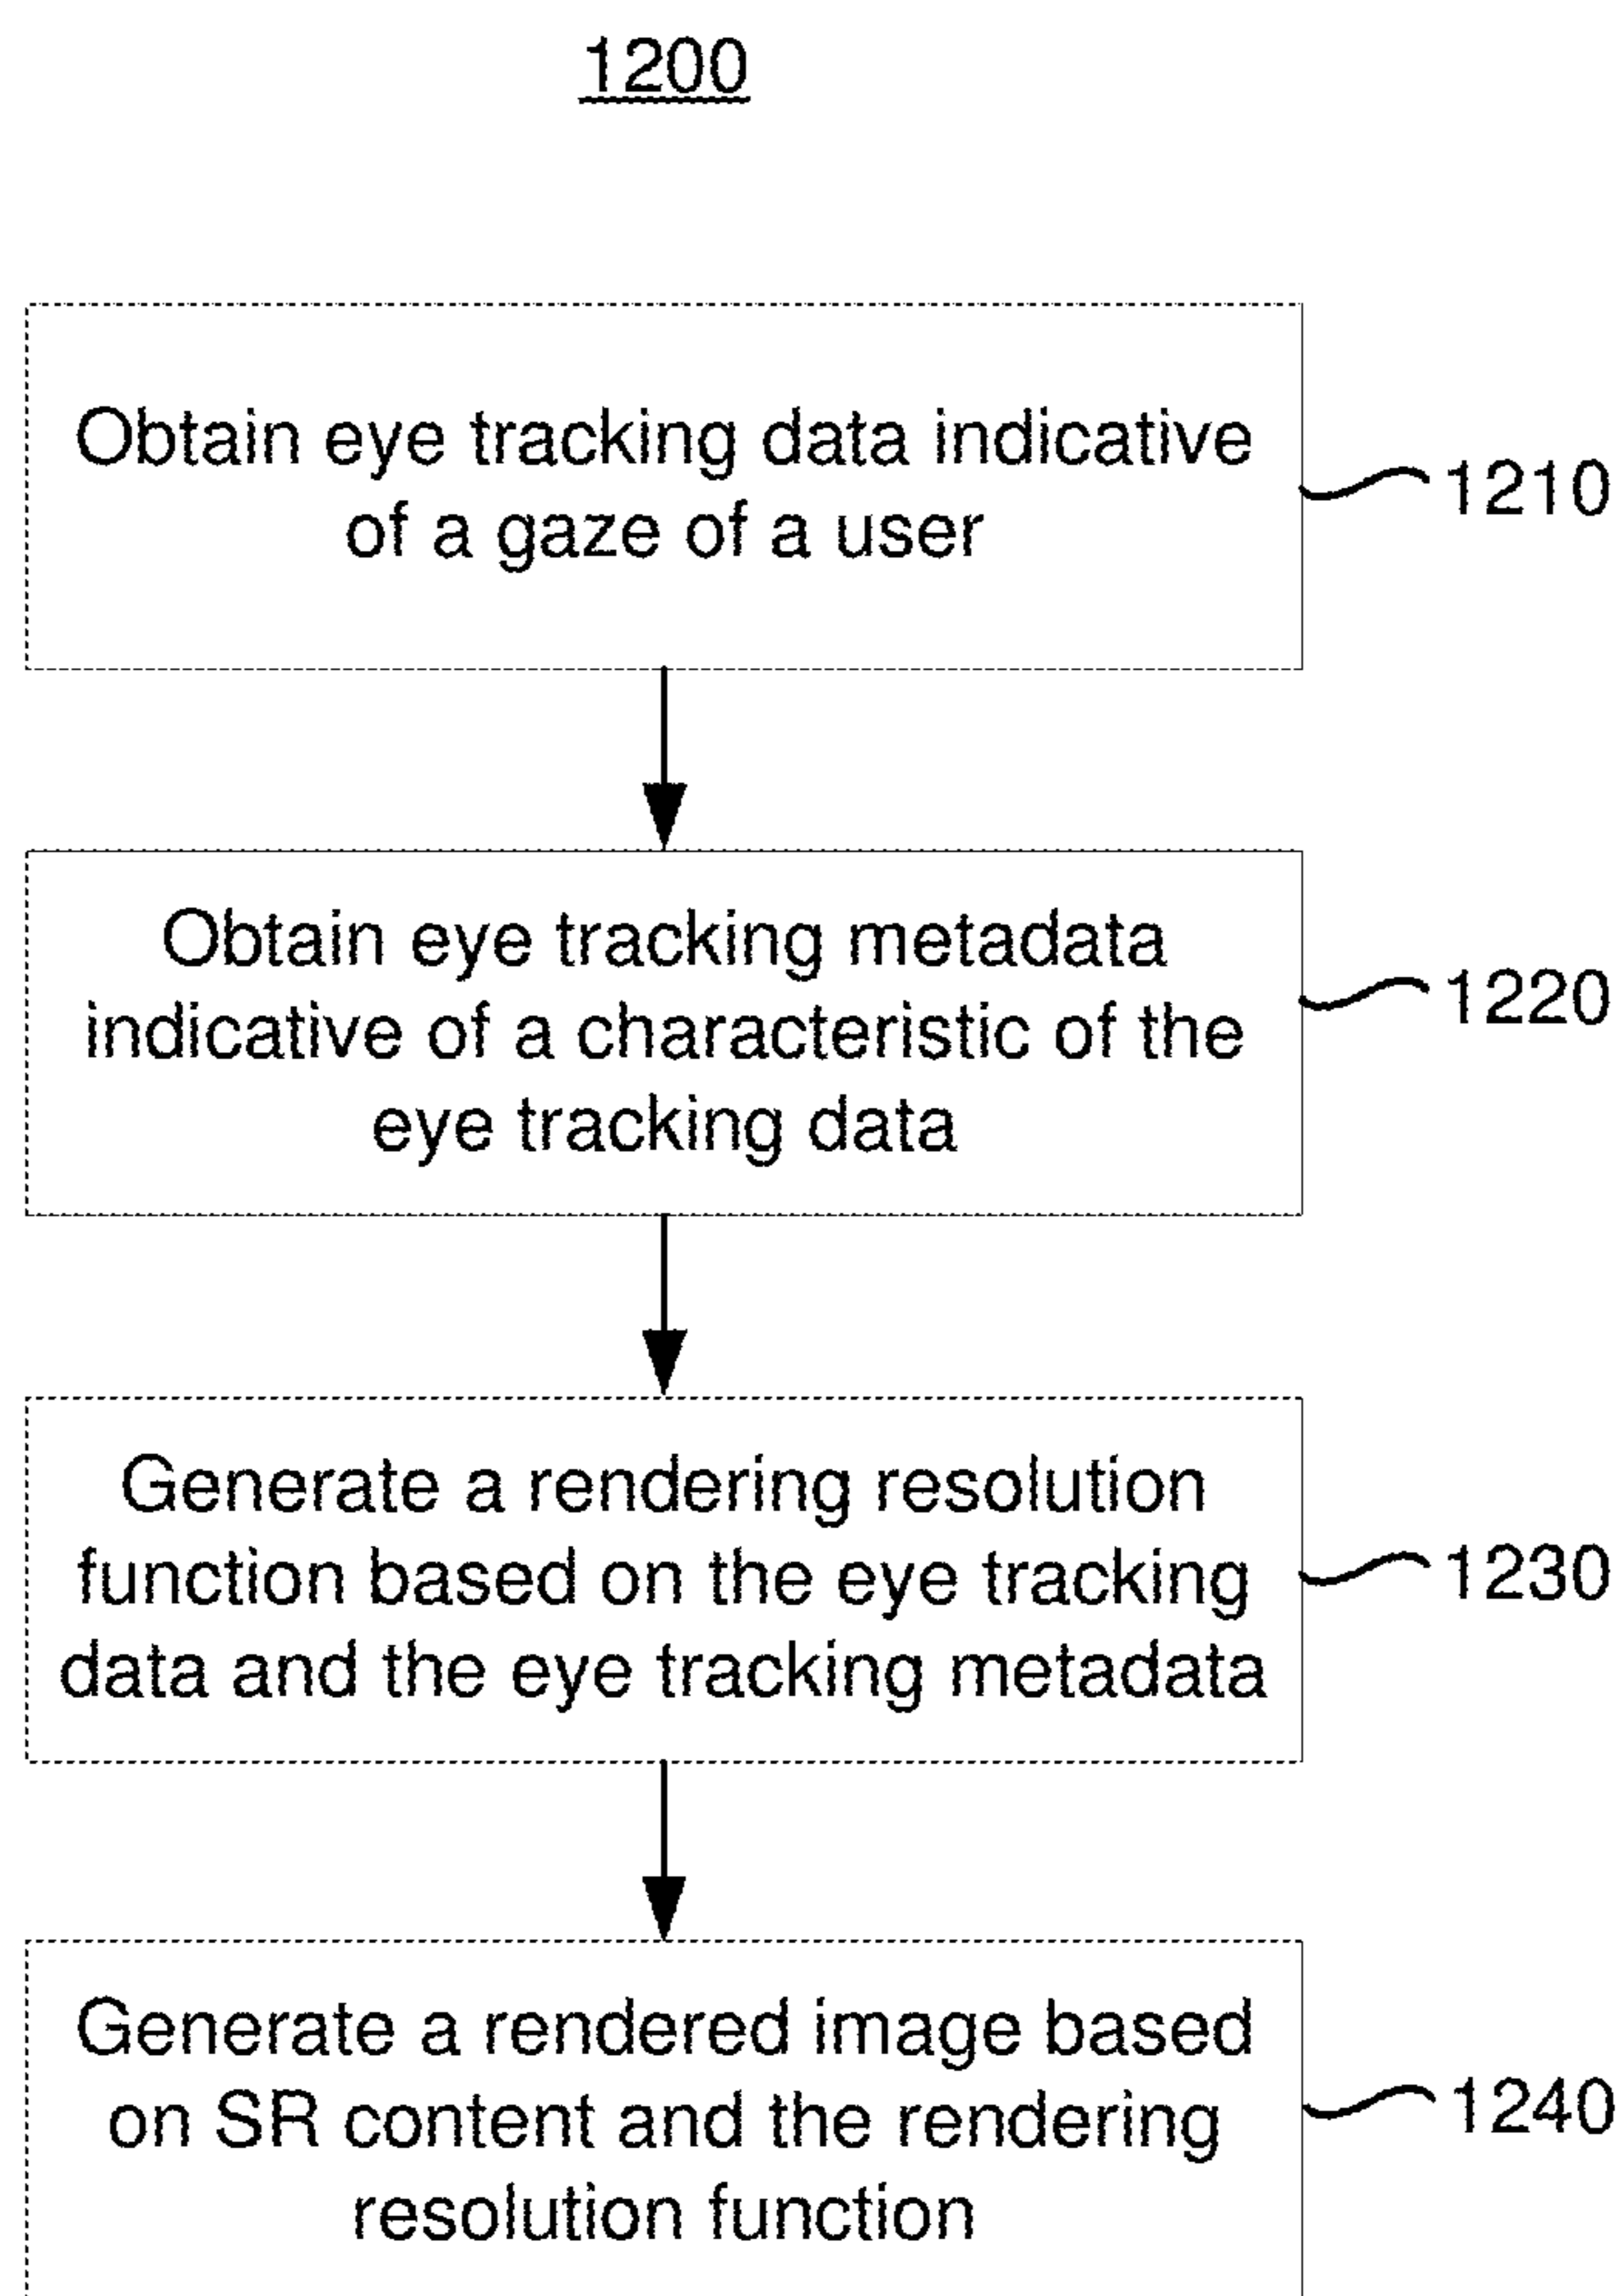 1200
Obtain eye tracking data indicative
of a gaze of a user
1210
Obtain eye tracking metadata
indicative of a characteristic of the
eye tracking data
1220
Generate a rendering resolution
function based on the eye tracking
data and the eye tracking metadata
1230
Generate a rendered image based
on SR content and the rendering
resolution function
1240